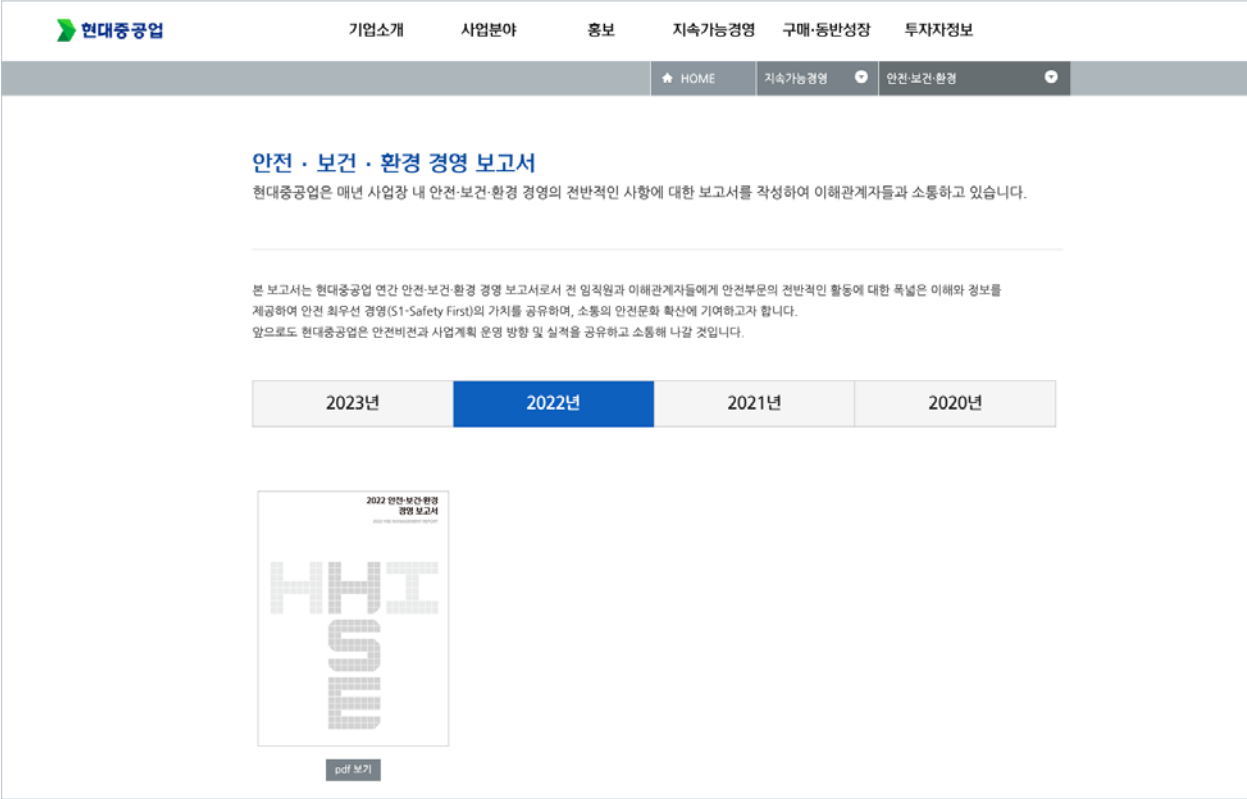 현대중공업
기업소개 사업분야 홍보 지속가능경영 구매·동반성장 투자자정보
HOME 지속가능경영 안전·보건·환경
안전 · 보건 · 환경 경영 보고서
현대중공업은 매년 사업장 내 안전·보건·환경 경영의 전반적인 사항에 대한 보고서를 작성하여 이해관계자들과 소통하고 있습니다.
본 보고서는 현대중공업 연간 안전·보건·환경 경영 보고서로서 전 임직원과 이해관계자들에게 안전부문의 전반적인 활동에 대한 폭넓은 이해와 정보를
제공하여 안전 최우선 경영(S1-Safety First)의 가치를 공유하며, 소통의 안전문화 확산에 기여하고자 합니다.
앞으로도 현대중공업은 안전비전과 사업계획 운영 방향 및 실적을 공유하고 소통해 나갈 것입니다.
2023년 2022년 2021년 2020년
2022 안전·보건·환경
경영 보고서
2022 HSE MANAGEMENT REPORT
HHI
S
E
pdf 보기